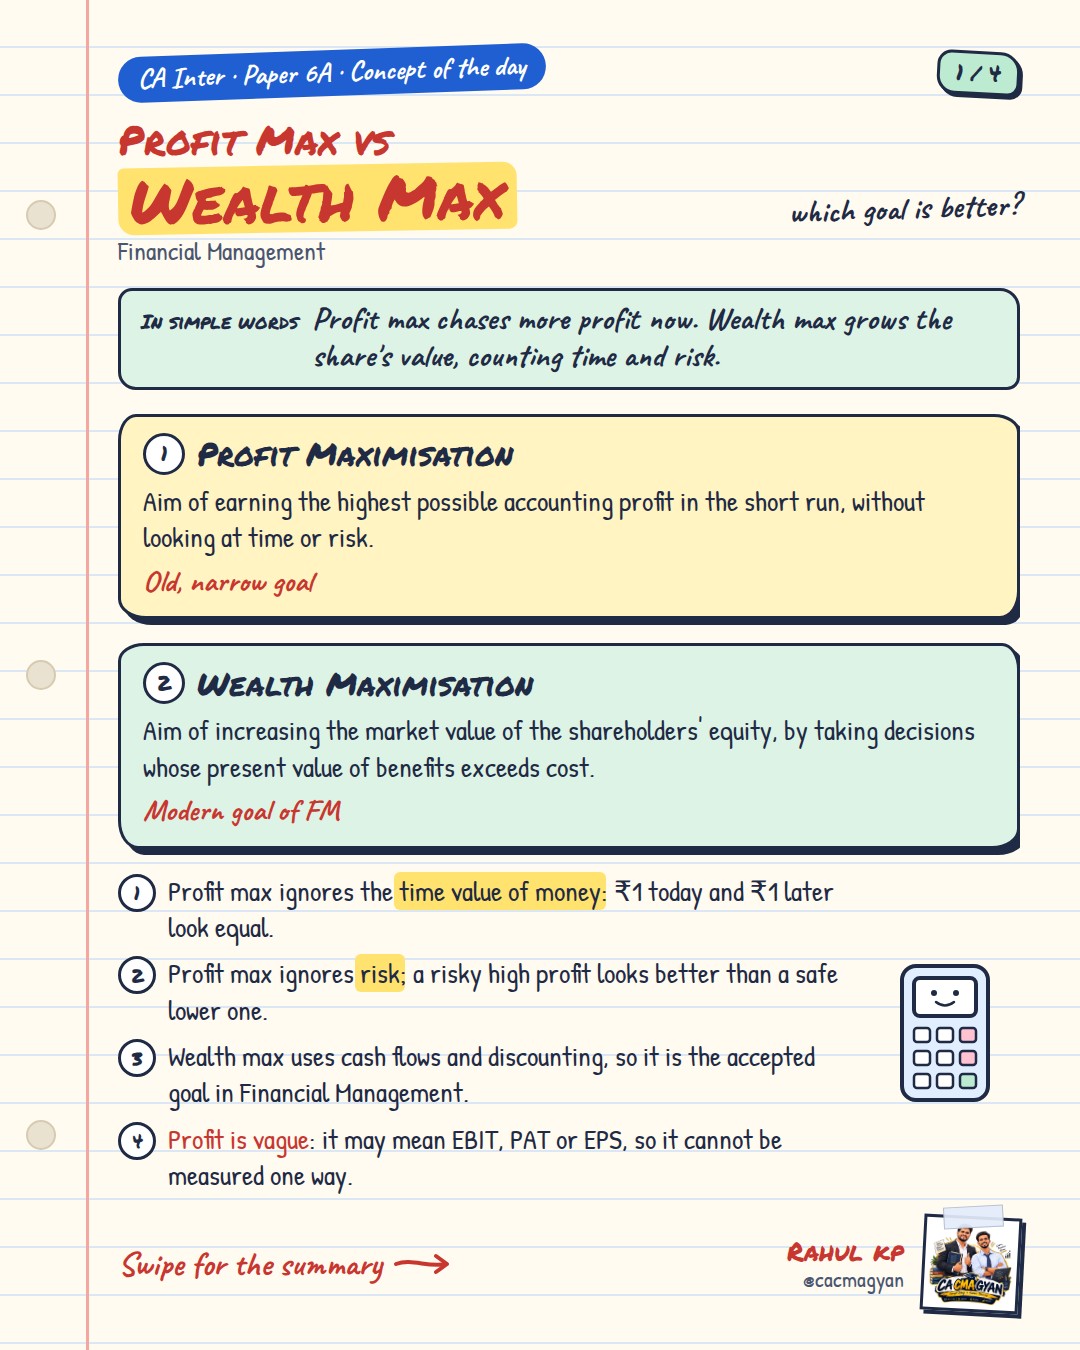 CA Inter · Paper 6A · Concept of the day
1 / 4
Profit Max vs
Wealth Max
which goal is better?
Financial Management
In simple words
Profit max chases more profit now. Wealth max grows the
share's value, counting time and risk.
1 Profit Maximisation
Aim of earning the highest possible accounting profit in the short run, without
looking at time or risk.
Old, narrow goal
2 Wealth Maximisation
Aim of increasing the market value of the shareholders' equity, by taking decisions
whose present value of benefits exceeds cost.
Modern goal of FM
1 Profit max ignores the time value of money: ₹1 today and ₹1 later
look equal.
2 Profit max ignores risk; a risky high profit looks better than a safe
lower one.
3 Wealth max uses cash flows and discounting, so it is the accepted
goal in Financial Management.
4 Profit is vague: it may mean EBIT, PAT or EPS, so it cannot be
measured one way.
Swipe for the summary
Rahul KP
@cacmagyan
CA CMA GYAN